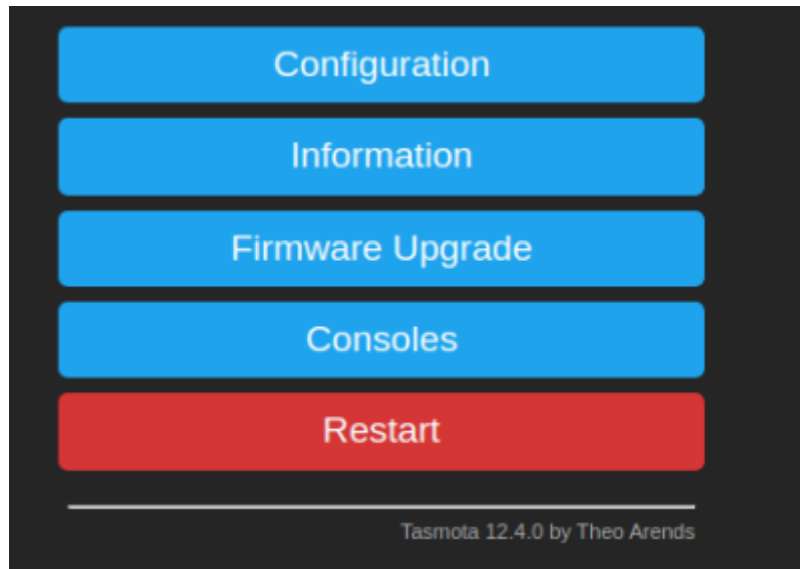 Configuration
Information
Firmware Upgrade
Consoles
Restart
Tasmota 12.4.0 by Theo Arends